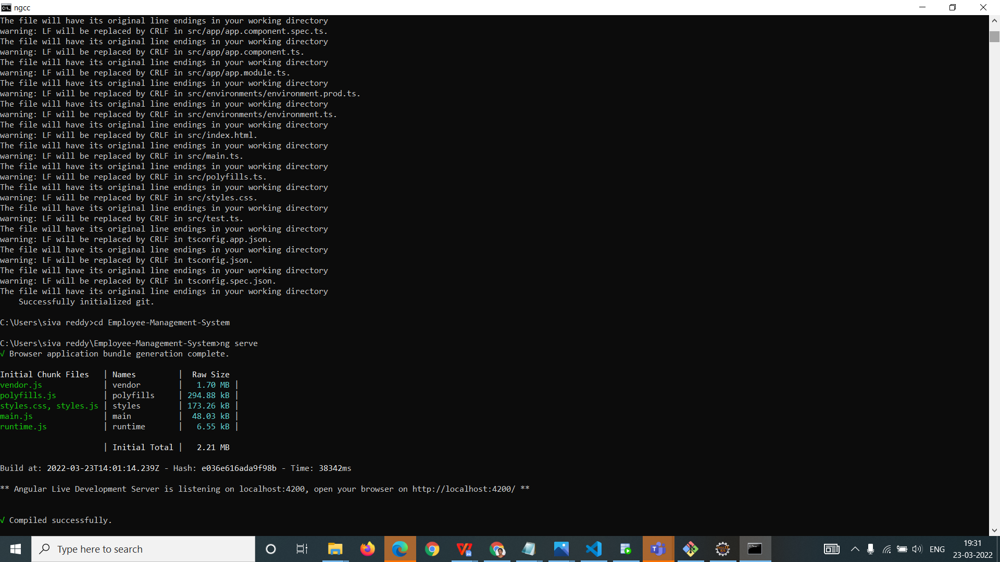 ngcc
The file will have its original line endings in your working directory
warning: LF will be replaced by CRLF in src/app/app.component.spec.ts.
The file will have its original line endings in your working directory
warning: LF will be replaced by CRLF in src/app/app.component.ts.
The file will have its original line endings in your working directory
warning: LF will be replaced by CRLF in src/app/app.module.ts.
The file will have its original line endings in your working directory
warning: LF will be replaced by CRLF in src/environments/environment.prod.ts.
The file will have its original line endings in your working directory
warning: LF will be replaced by CRLF in src/environments/environment.ts.
The file will have its original line endings in your working directory
warning: LF will be replaced by CRLF in src/index.html.
The file will have its original line endings in your working directory
warning: LF will be replaced by CRLF in src/main.ts.
The file will have its original line endings in your working directory
warning: LF will be replaced by CRLF in src/polyfills.ts.
The file will have its original line endings in your working directory
warning: LF will be replaced by CRLF in src/styles.css.
The file will have its original line endings in your working directory
warning: LF will be replaced by CRLF in src/test.ts.
The file will have its original line endings in your working directory
warning: LF will be replaced by CRLF in tsconfig.app.json.
The file will have its original line endings in your working directory
warning: LF will be replaced by CRLF in tsconfig.json.
The file will have its original line endings in your working directory
warning: LF will be replaced by CRLF in tsconfig.spec.json.
The file will have its original line endings in your working directory
    Successfully initialized git.
C:\Users\siva reddy>cd Employee-Management-System
C:\Users\siva reddy\Employee-Management-System>ng serve
√ Browser application bundle generation complete.
Initial Chunk Files   | Names         |  Raw Size
vendor.js             | vendor        |   1.70 MB |
polyfills.js          | polyfills     | 294.88 kB |
styles.css, styles.js | styles        | 173.26 kB |
main.js               | main          |  48.03 kB |
runtime.js            | runtime       |   6.55 kB |
                      | Initial Total |   2.21 MB
Build at: 2022-03-23T14:01:14.239Z - Hash: e036e616ada9f98b - Time: 38342ms
** Angular Live Development Server is listening on localhost:4200, open your browser on http://localhost:4200/ **
√ Compiled successfully.
Type here to search
ENG
19:31
23-03-2022